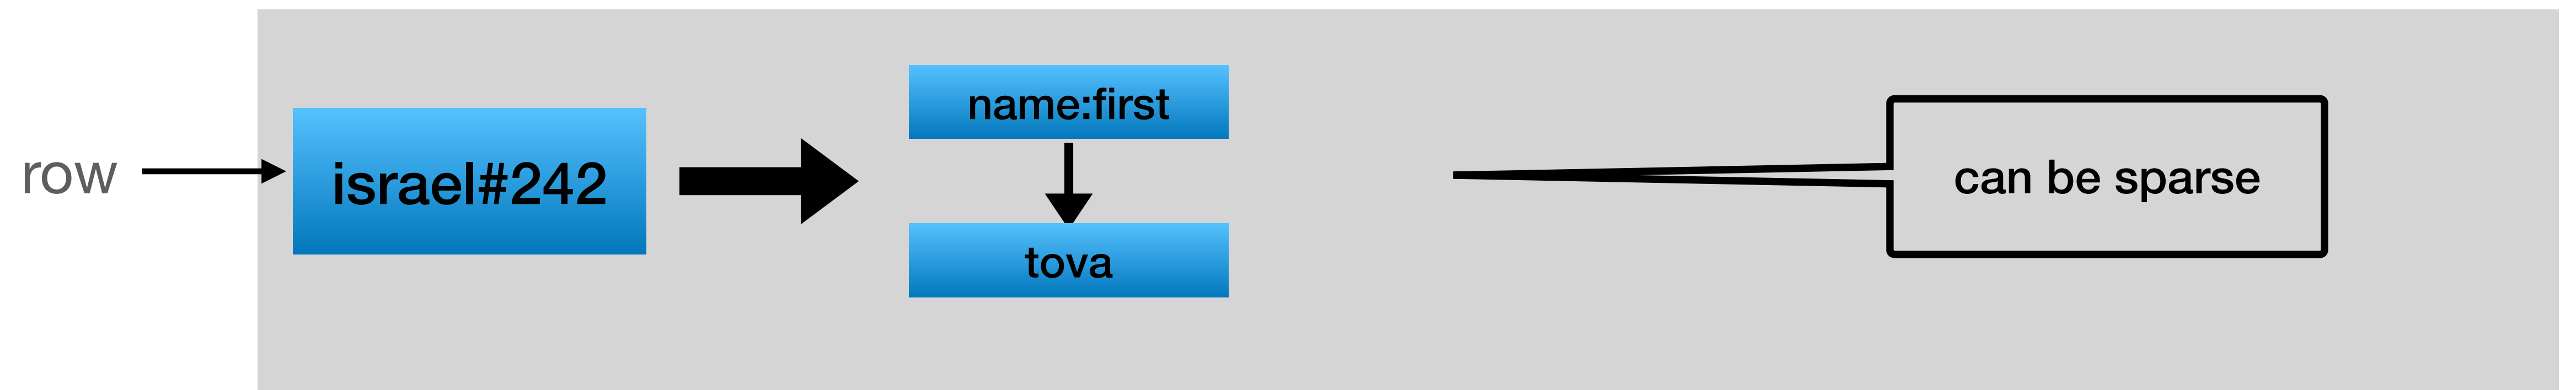 row
israel#242
name:first
tova
can be sparse